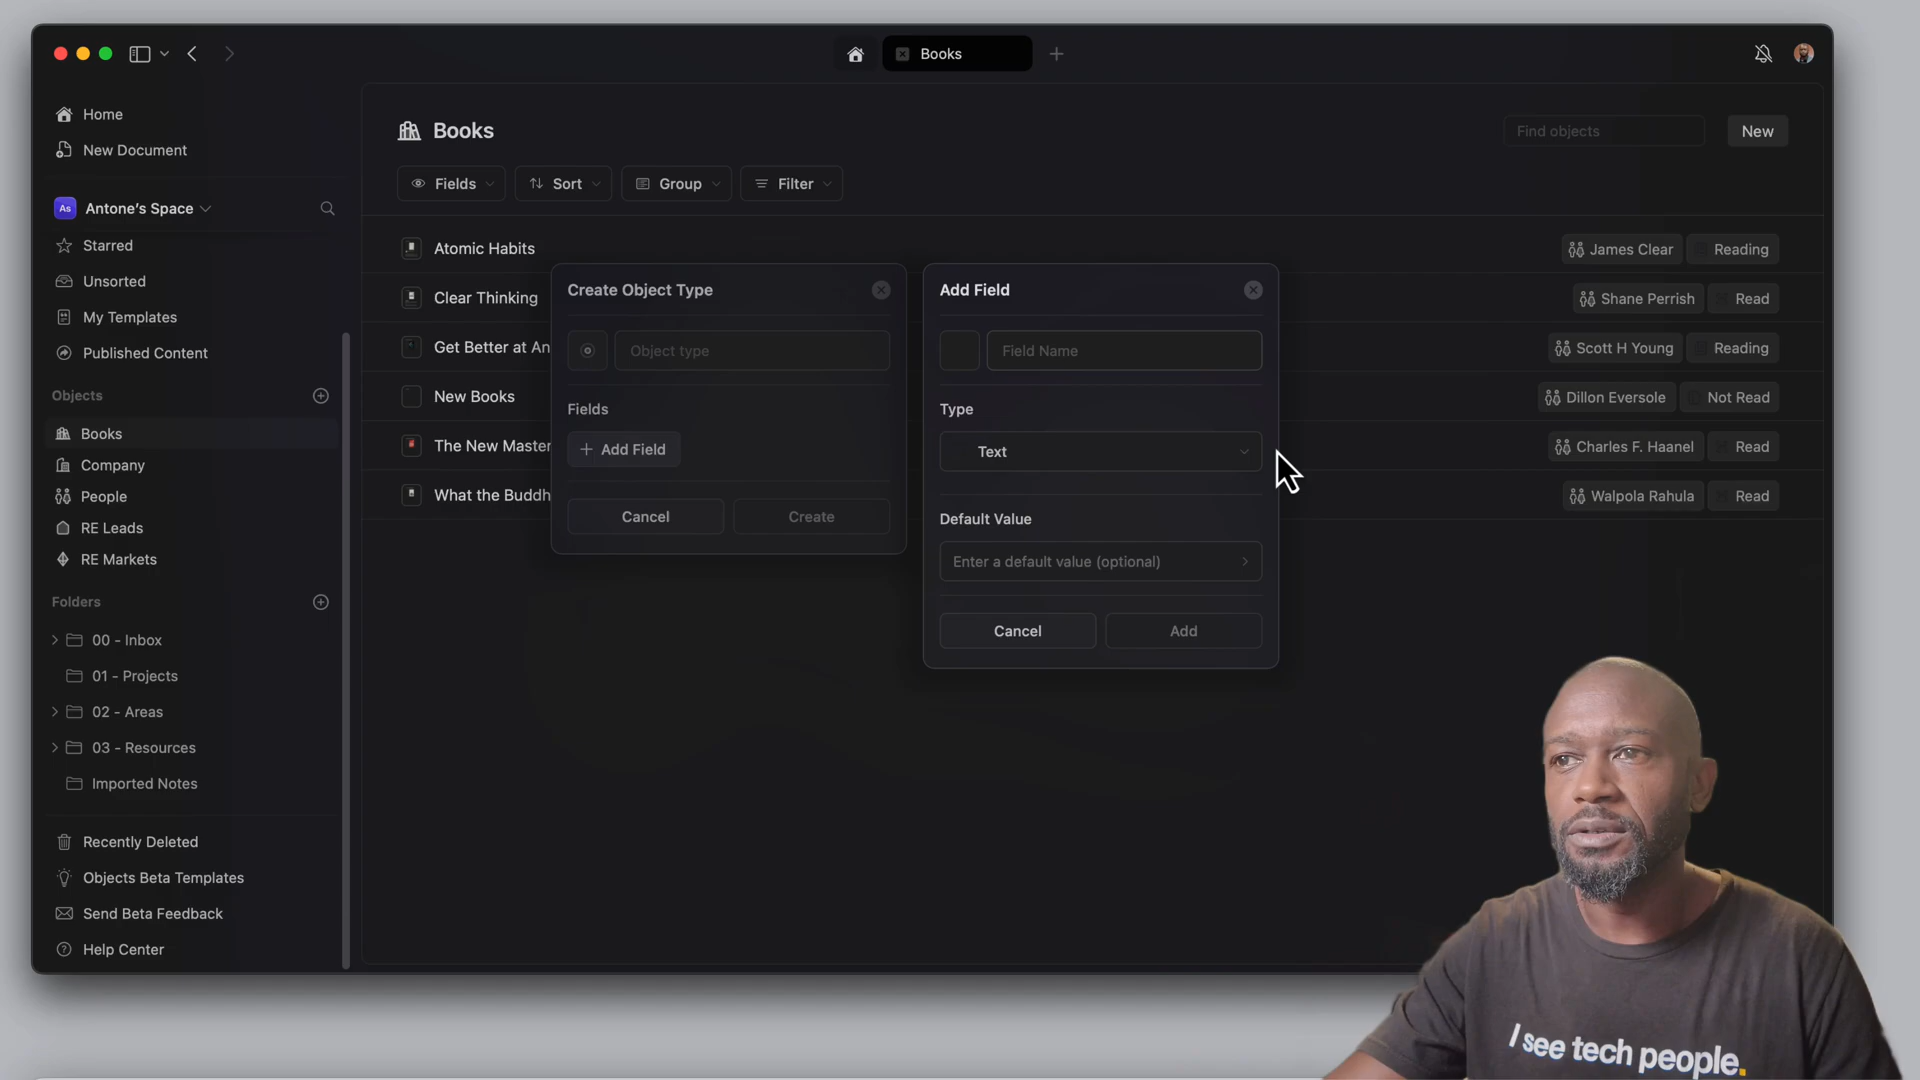 Books
Home
New Document
As Antone's Space
Starred
Unsorted
My Templates
Published Content
Objects
Books
Company
People
RE Leads
RE Markets
Folders
00 - Inbox
01 - Projects
02 - Areas
03 - Resources
Imported Notes
Recently Deleted
Objects Beta Templates
Send Beta Feedback
Help Center
Books
Find objects
New
Fields Sort Group Filter
Atomic Habits James Clear Reading
Clear Thinking Shane Perrish Read
Get Better at An Scott H Young Reading
New Books Dillon Eversole Not Read
The New Master Charles F. Haanel Read
What the Buddh Walpola Rahula Read
Create Object Type
Object type
Fields
+ Add Field
Cancel Create
Add Field
Field Name
Type
Text
Default Value
Enter a default value (optional)
Cancel Add
I see tech people.